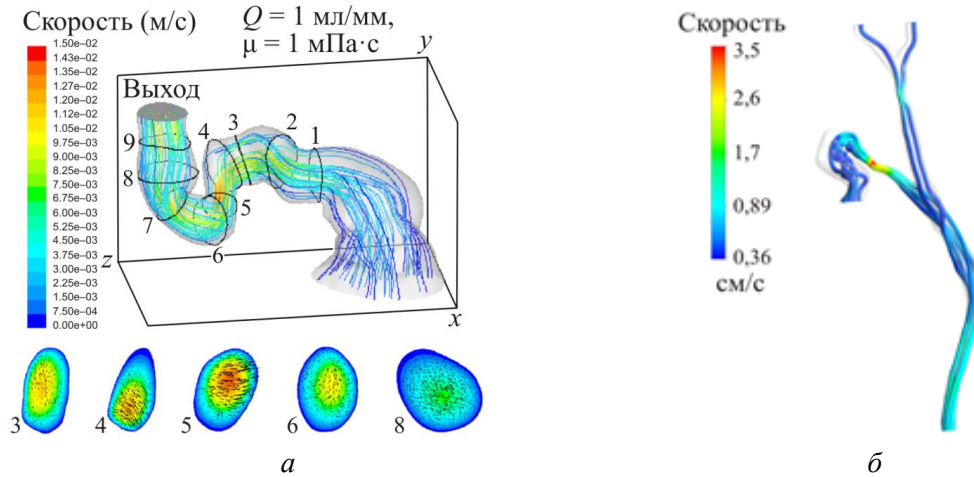 Скорость (м/с)
1.50e–02
1.43e–02
1.35e–02
1.27e–02
1.20e–02
1.12e–02
1.05e–02
9.75e–03
9.00e–03
8.25e–03
7.50e–03
6.75e–03
6.00e–03
5.25e–03
4.50e–03
3.75e–03
3.00e–03
2.25e–03
1.50e–03
7.50e–04
0.00e+00
Q = 1 мл/мм,
μ = 1 мПа·с
y
Выход
9
8
7
4
3
2
1
5
6
z
x
3
4
5
6
8
а
Скорость
3,5
2,6
1,7
0,89
0,36
см/с
б